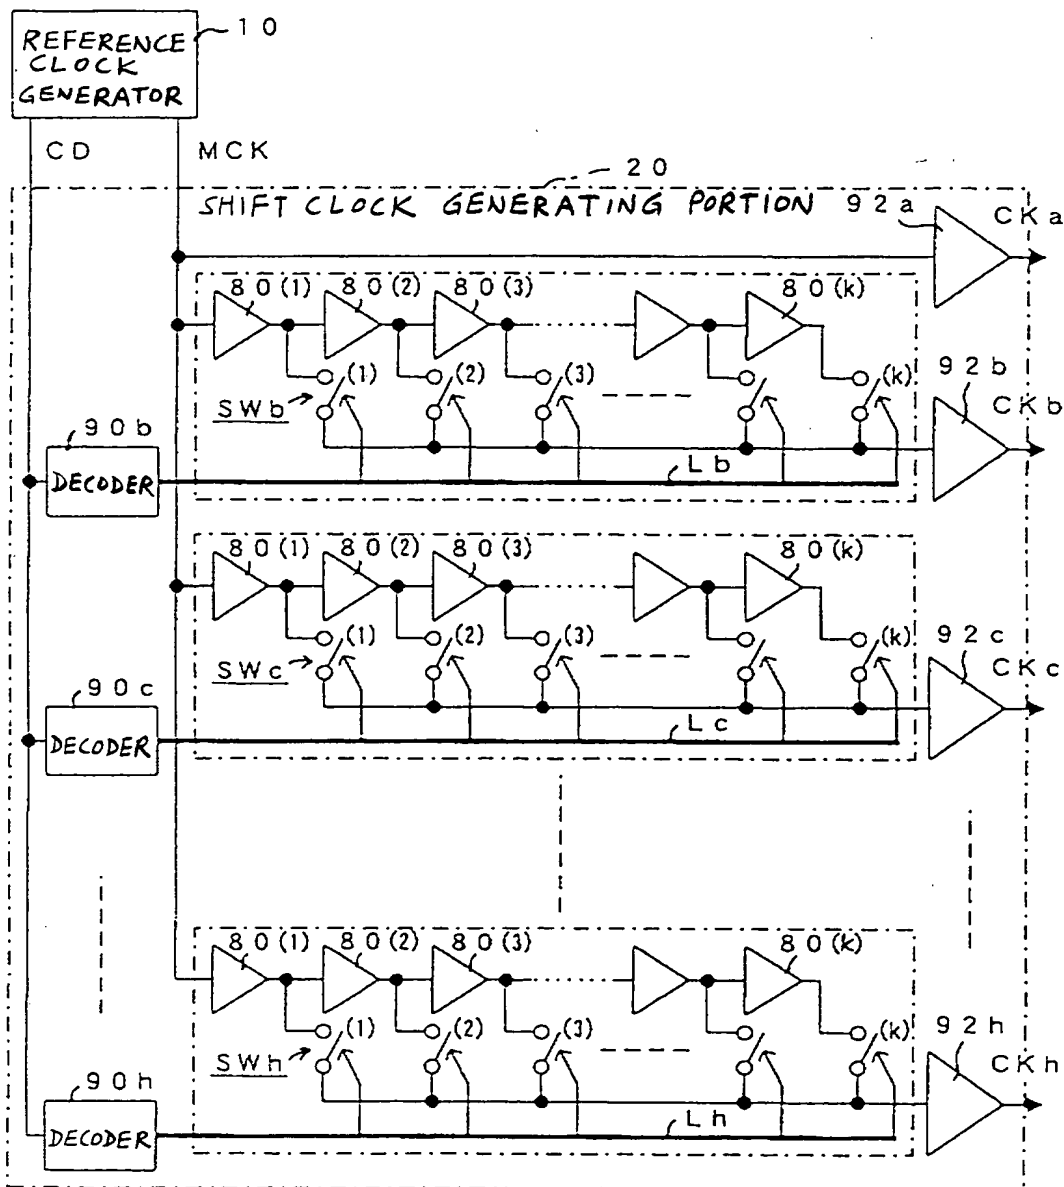 10
REFERENCE
CLOCK
GENERATOR
CD
MCK
20
SHIFT CLOCK GENERATING PORTION
92a
CKa
80(1)
80(2)
80(3)
80(k)
(1)
(2)
(3)
(k)
SWb
92b
CKb
90b
DECODER
Lb
80(1)
80(2)
80(3)
80(k)
(1)
(2)
(3)
(k)
SWc
92c
CKc
90c
DECODER
Lc
80(1)
80(2)
80(3)
80(k)
(1)
(2)
(3)
(k)
SWh
92h
CKh
90h
DECODER
Lh